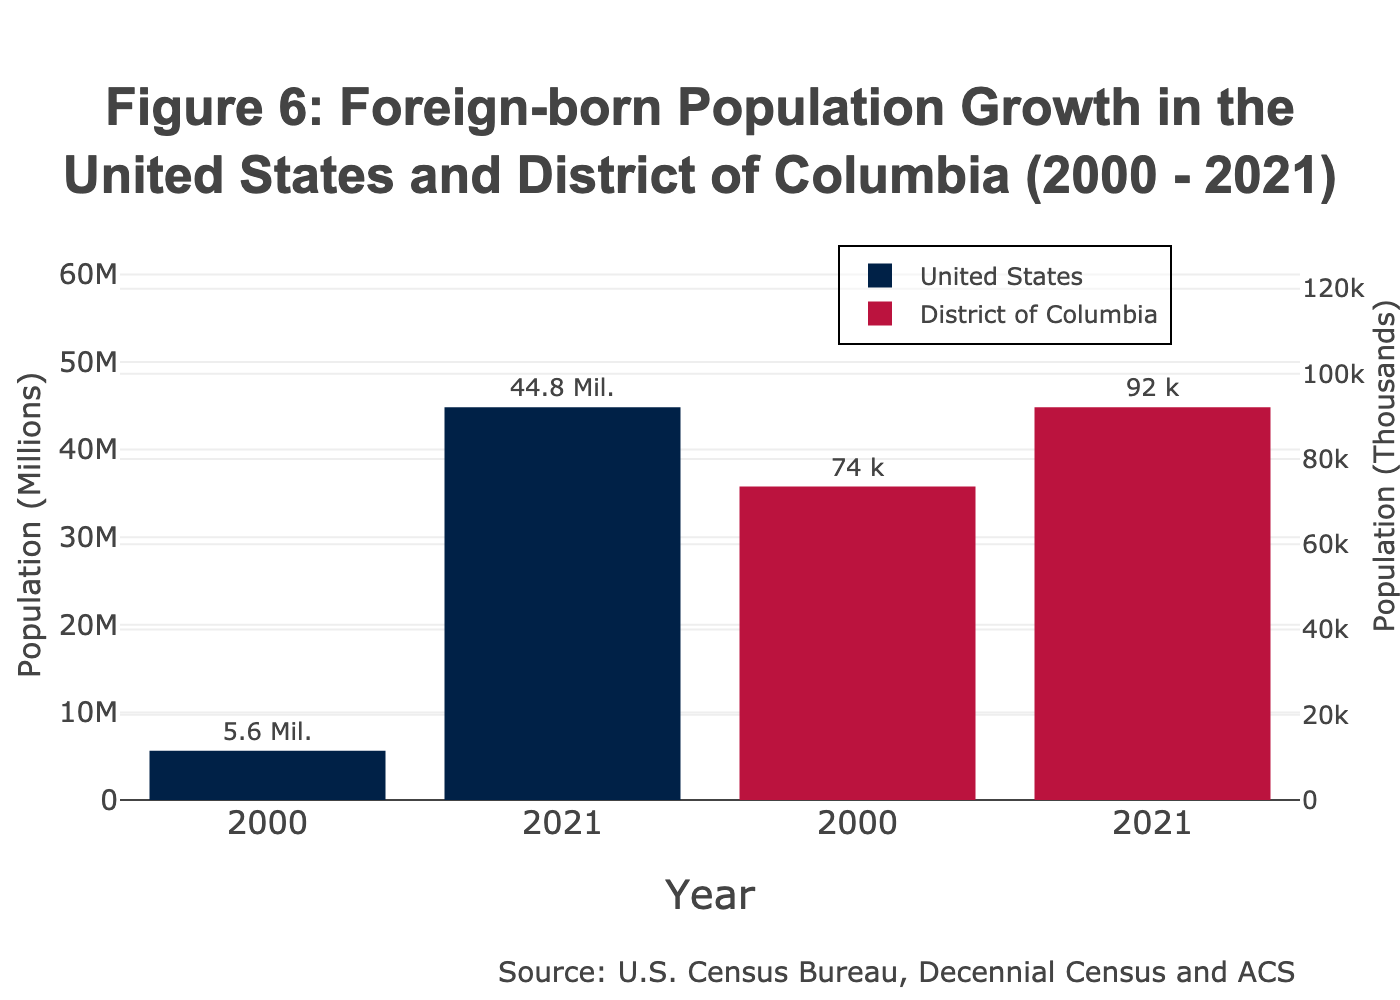 Figure 6: Foreign-born Population Growth in the
United States and District of Columbia (2000 - 2021)
United States
District of Columbia
Population (Millions)
60M
50M
40M
30M
20M
10M
0
Population (Thousands)
120k
100k
80k
60k
40k
20k
0
5.6 Mil.
44.8 Mil.
74 k
92 k
2000
2021
2000
2021
Year
Source: U.S. Census Bureau, Decennial Census and ACS